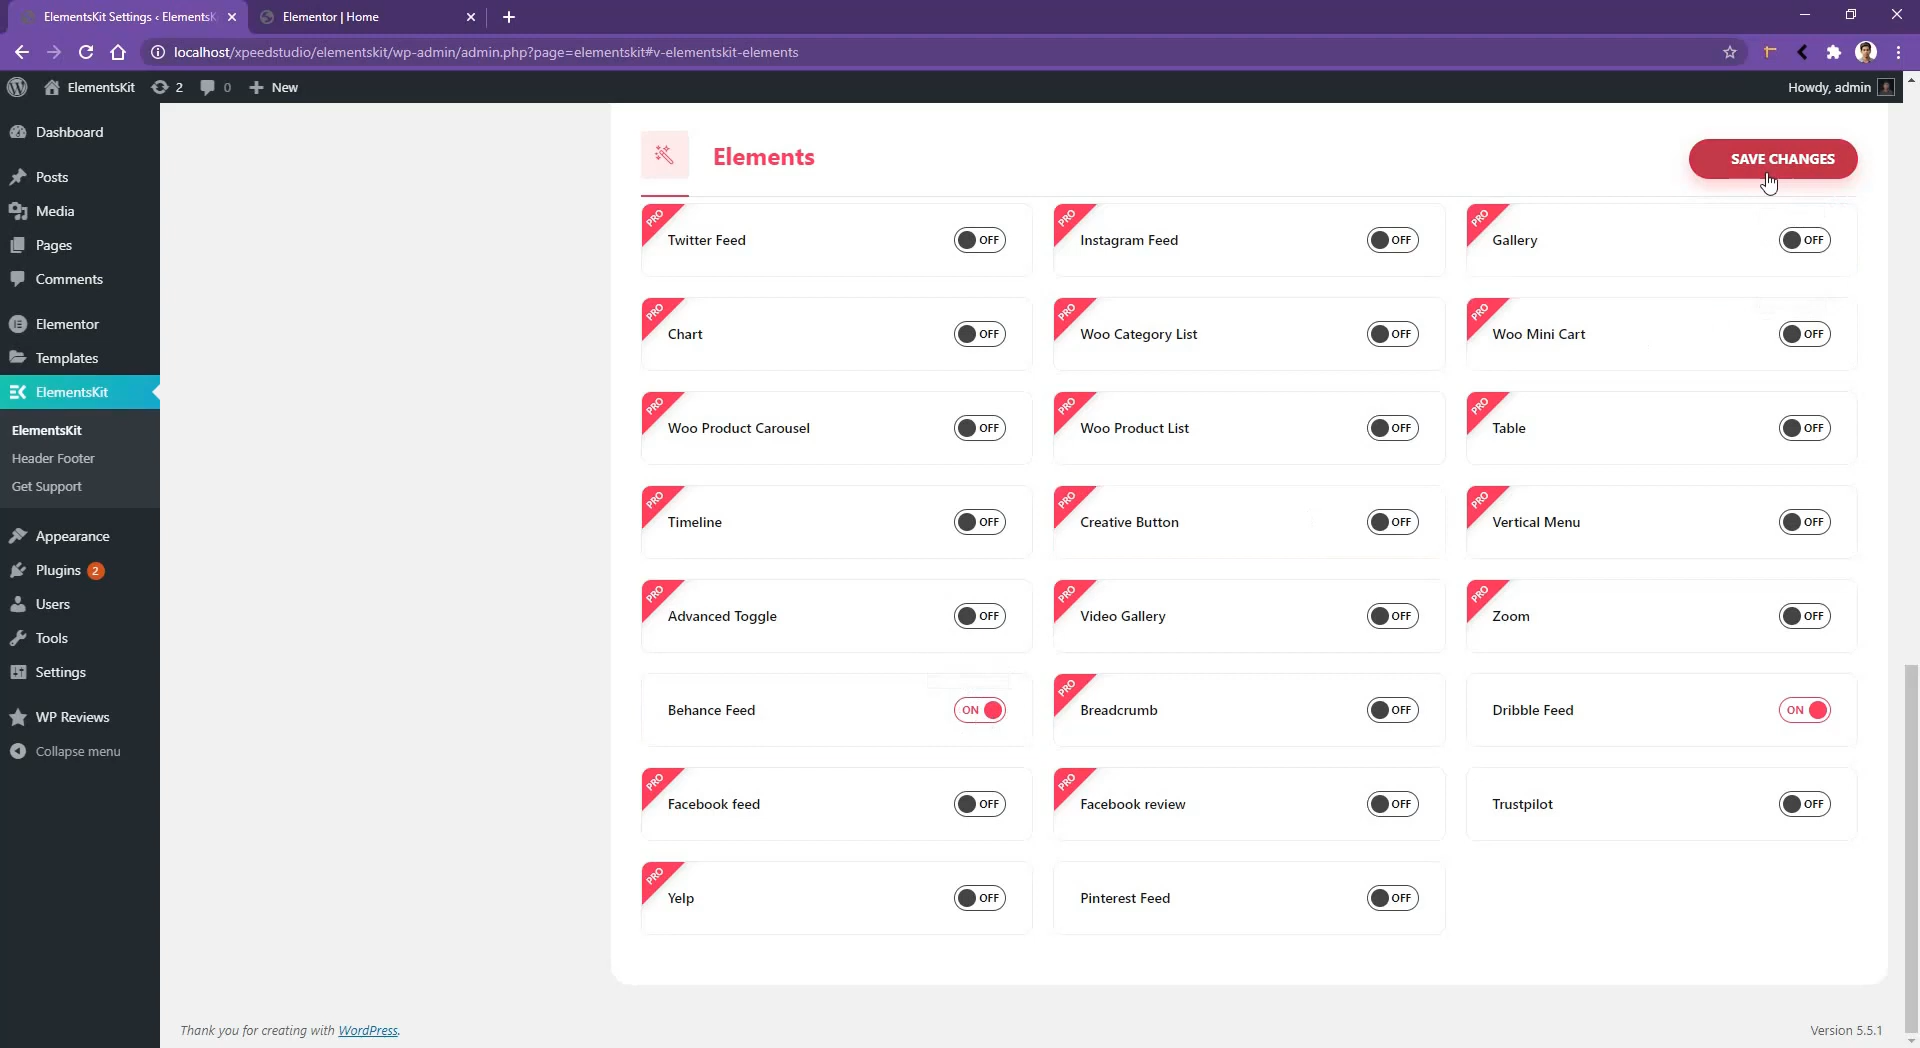 ElementsKit Settings ‹ ElementsK
Elementor | Home
localhost/xpeedstudio/elementskit/wp-admin/admin.php?page=elementskit#v-elementskit-elements
ElementsKit
2
0
New
Howdy, admin
Dashboard
Posts
Media
Pages
Comments
Elementor
Templates
ElementsKit
ElementsKit
Header Footer
Get Support
Appearance
Plugins 2
Users
Tools
Settings
WP Reviews
Collapse menu
Elements
SAVE CHANGES
PRO Twitter Feed OFF
PRO Instagram Feed OFF
PRO Gallery OFF
PRO Chart OFF
PRO Woo Category List OFF
PRO Woo Mini Cart OFF
PRO Woo Product Carousel OFF
PRO Woo Product List OFF
PRO Table OFF
PRO Timeline OFF
PRO Creative Button OFF
PRO Vertical Menu OFF
PRO Advanced Toggle OFF
PRO Video Gallery OFF
PRO Zoom OFF
Behance Feed ON
PRO Breadcrumb OFF
Dribble Feed ON
PRO Facebook feed OFF
PRO Facebook review OFF
Trustpilot OFF
PRO Yelp OFF
Pinterest Feed OFF
Thank you for creating with WordPress.
Version 5.5.1